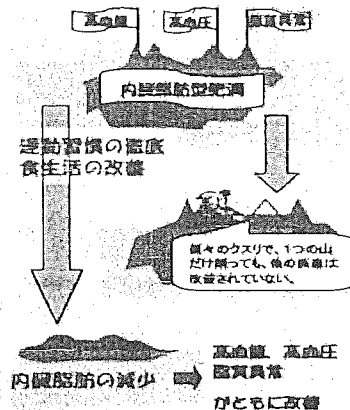 高血糖
高血圧
脂質異常
内臓脂肪型肥満
運動習慣の徹底
食生活の改善
個々のクスリで、1つの山
だけ削っても、他の疾患は
改善されていない。
内臓脂肪の減少
高血糖、高血圧
脂質異常
がともに改善